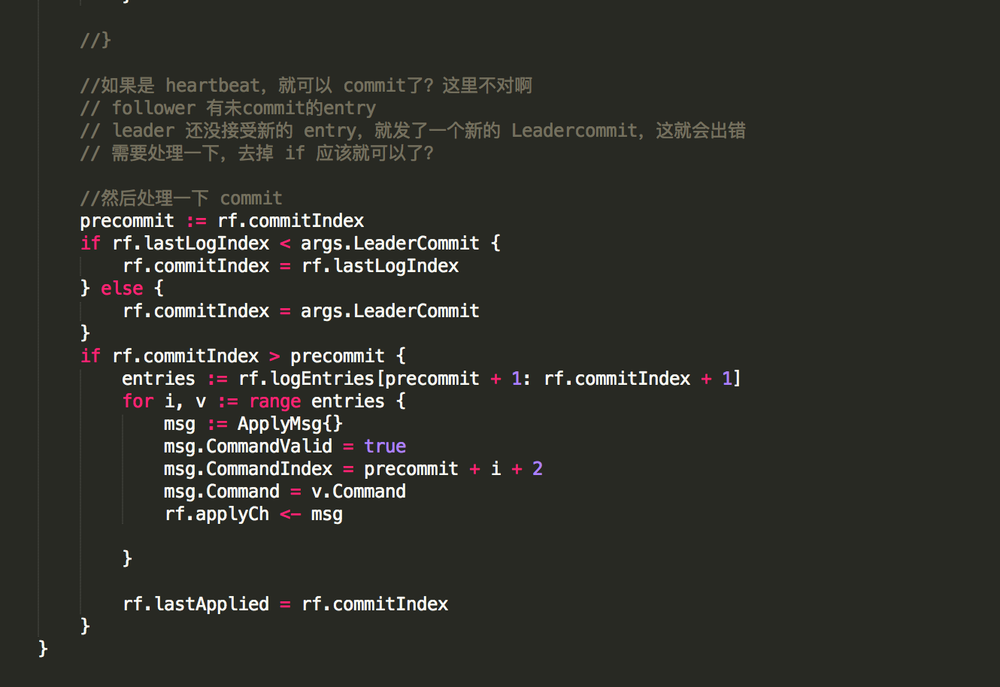 }
//}
//如果是 heartbeat，就可以 commit了？这里不对啊
// follower 有未commit的entry
// leader 还没接受新的 entry，就发了一个新的 Leadercommit，这就会出错
// 需要处理一下，去掉 if 应该就可以了？
//然后处理一下 commit
precommit := rf.commitIndex
if rf.lastLogIndex < args.LeaderCommit {
rf.commitIndex = rf.lastLogIndex
} else {
rf.commitIndex = args.LeaderCommit
}
if rf.commitIndex > precommit {
entries := rf.logEntries[precommit + 1: rf.commitIndex + 1]
for i, v := range entries {
msg := ApplyMsg{}
msg.CommandValid = true
msg.CommandIndex = precommit + i + 2
msg.Command = v.Command
rf.applyCh <- msg
}
rf.lastApplied = rf.commitIndex
}
}